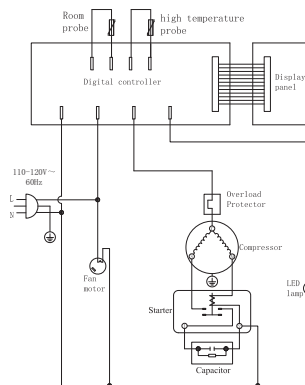 Room
probe
high temperature
probe
Digital controller
Display
panel
110-120V～
60Hz
L
N
Overload
Protector
Compressor
Fan
motor
LED
lamp
Starter
Capacitor